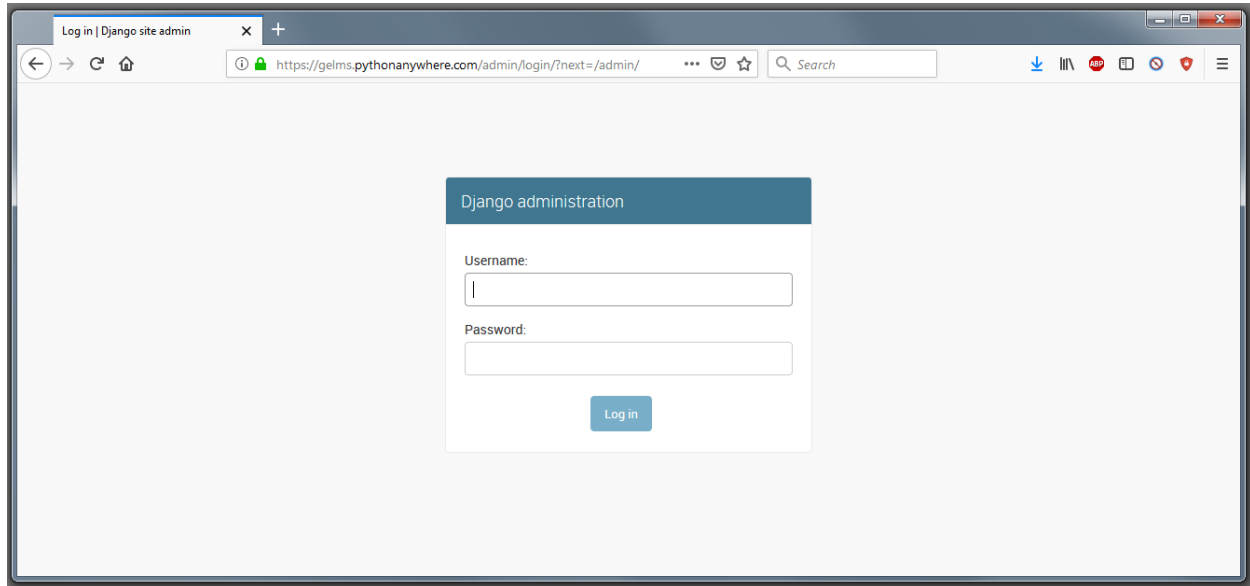 Log in | Django site admin
https://gelms.pythonanywhere.com/admin/login/?next=/admin/
Search
ABP
Django administration
Username:
Password:
Log in